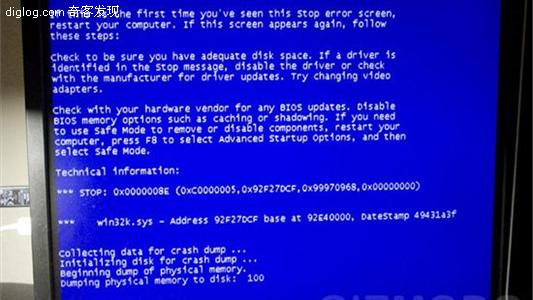 diglog.com 奇客发现
the first time you've seen this Stop error screen,
restart your computer. If this screen appears again, follow
these steps:
Check to be sure you have adequate disk space. If a driver is
identified in the Stop message, disable the driver or check
with the manufacturer for driver updates. Try changing video
adapters.
Check with your hardware vendor for any BIOS updates. Disable
BIOS memory options such as caching or shadowing. If you need
to use Safe Mode to remove or disable components, restart your
computer, press F8 to select Advanced Startup Options, and then
select Safe Mode.
Technical information:
*** STOP: 0x0000008E (0xC0000005,0x92F27DCF,0x99970968,0x00000000)
*** win32k.sys - Address 92F27DCF base at 92E40000, DateStamp 49431a3f
Collecting data for crash dump ...
Initializing disk for crash dump ...
Beginning dump of physical memory.
Dumping physical memory to disk: 100